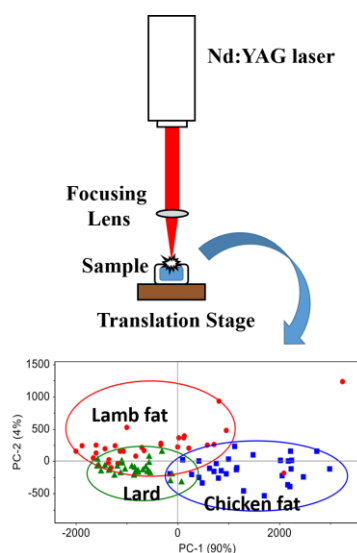 Nd:YAG laser
Focusing
Lens
Sample
Translation Stage
1500
1000
500
0
-500
PC-2 (4%)
Lamb fat
Lard
Chicken fat
-2000
0
2000
PC-1 (90%)